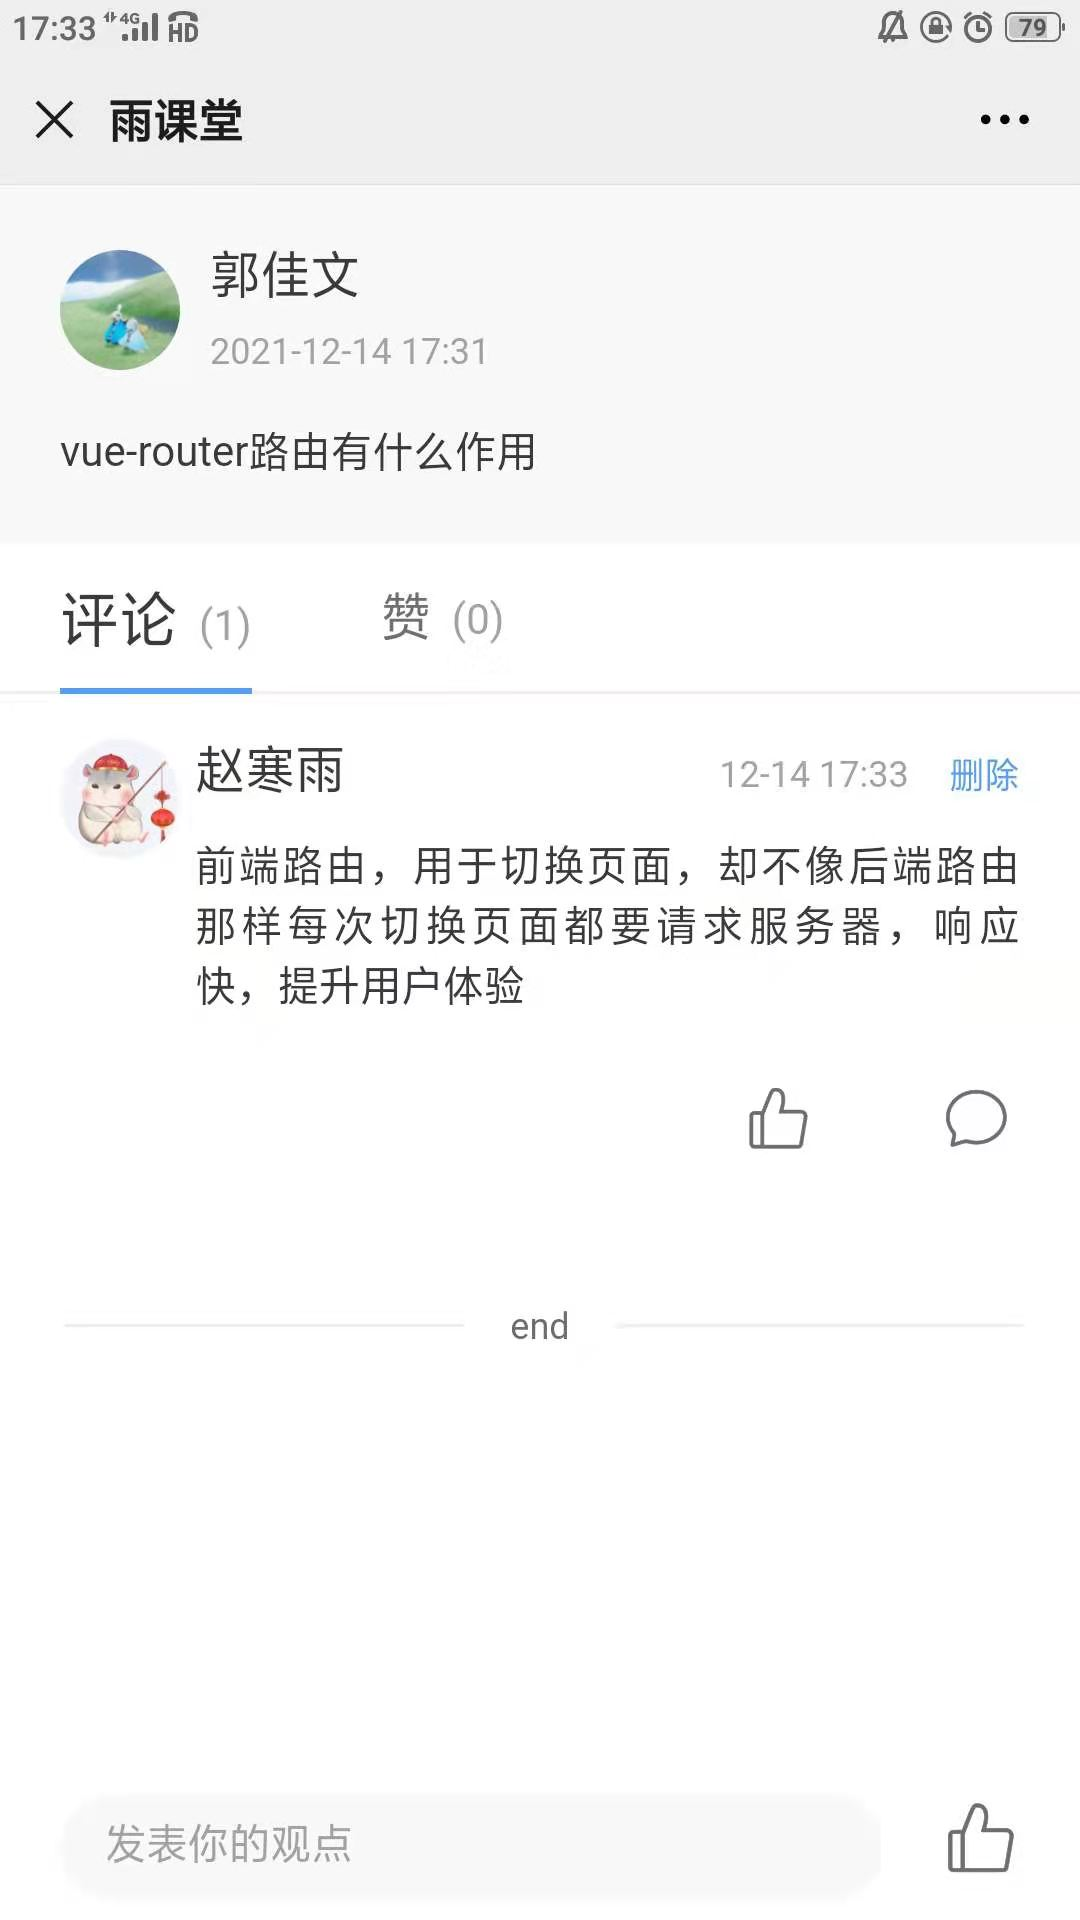 17:33 4G HD 79
雨课堂
郭佳文
2021-12-14 17:31
vue-router路由有什么作用
评论 (1) 赞 (0)
赵寒雨 12-14 17:33 删除
前端路由，用于切换页面，却不像后端路由
那样每次切换页面都要请求服务器，响应
快，提升用户体验
end
发表你的观点